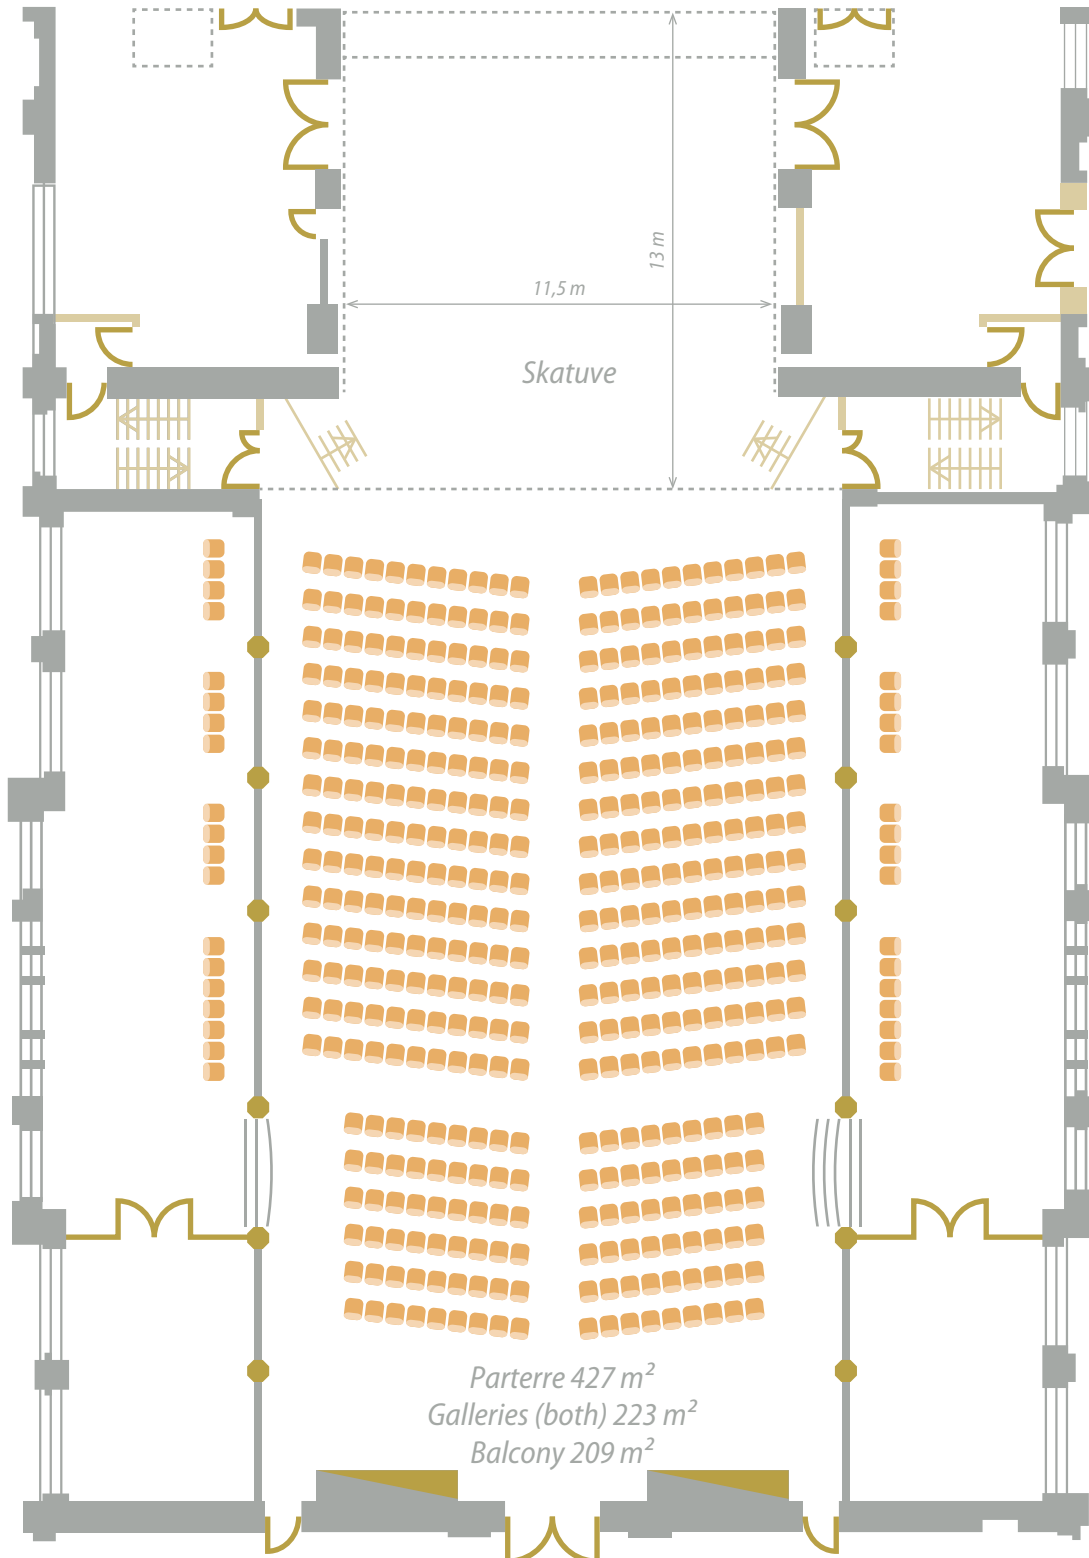 13 m
11,5 m
Skatuve
Parterre 427 m²
Galleries (both) 223 m²
Balcony 209 m²